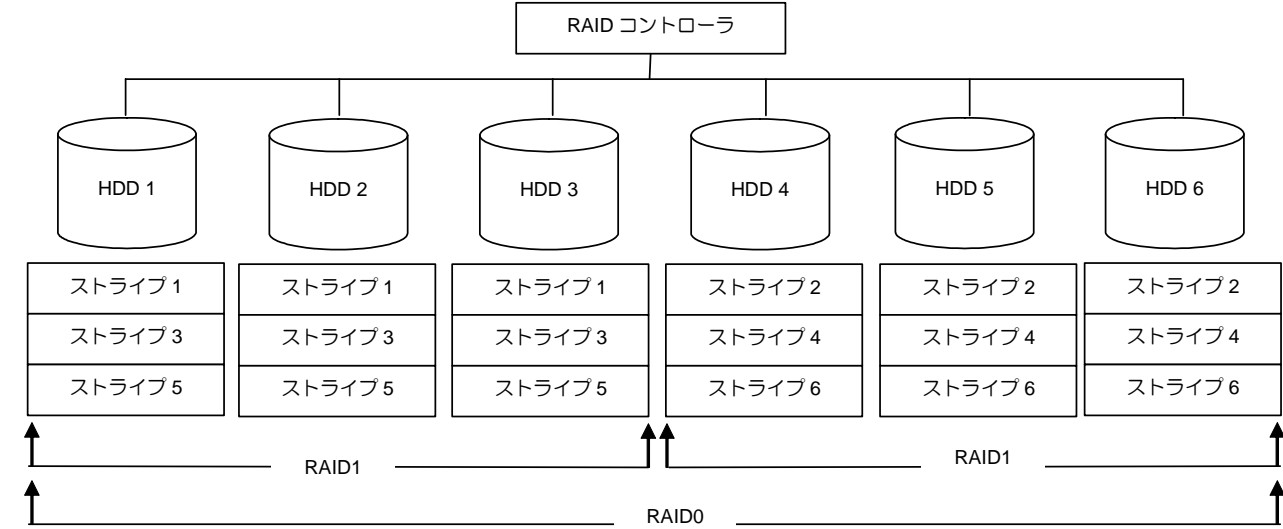 RAID コントローラ
HDD 1 HDD 2 HDD 3 HDD 4 HDD 5 HDD 6
ストライプ 1 ストライプ 1 ストライプ 1 ストライプ 2 ストライプ 2 ストライプ 2
ストライプ 3 ストライプ 3 ストライプ 3 ストライプ 4 ストライプ 4 ストライプ 4
ストライプ 5 ストライプ 5 ストライプ 5 ストライプ 6 ストライプ 6 ストライプ 6
RAID1 RAID1
RAID0